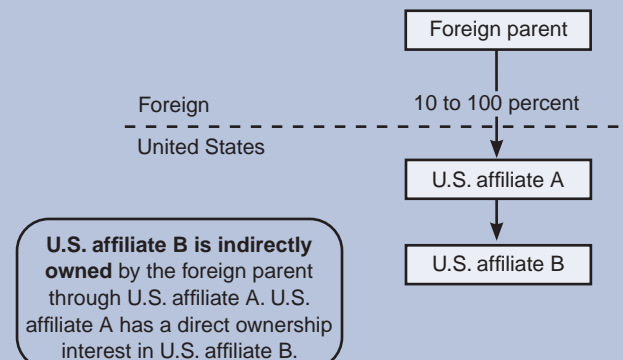 Foreign parent
Foreign
10 to 100 percent
United States
U.S. affiliate A
U.S. affiliate B
U.S. affiliate B is indirectly
owned by the foreign parent
through U.S. affiliate A. U.S.
affiliate A has a direct ownership
interest in U.S. affiliate B.